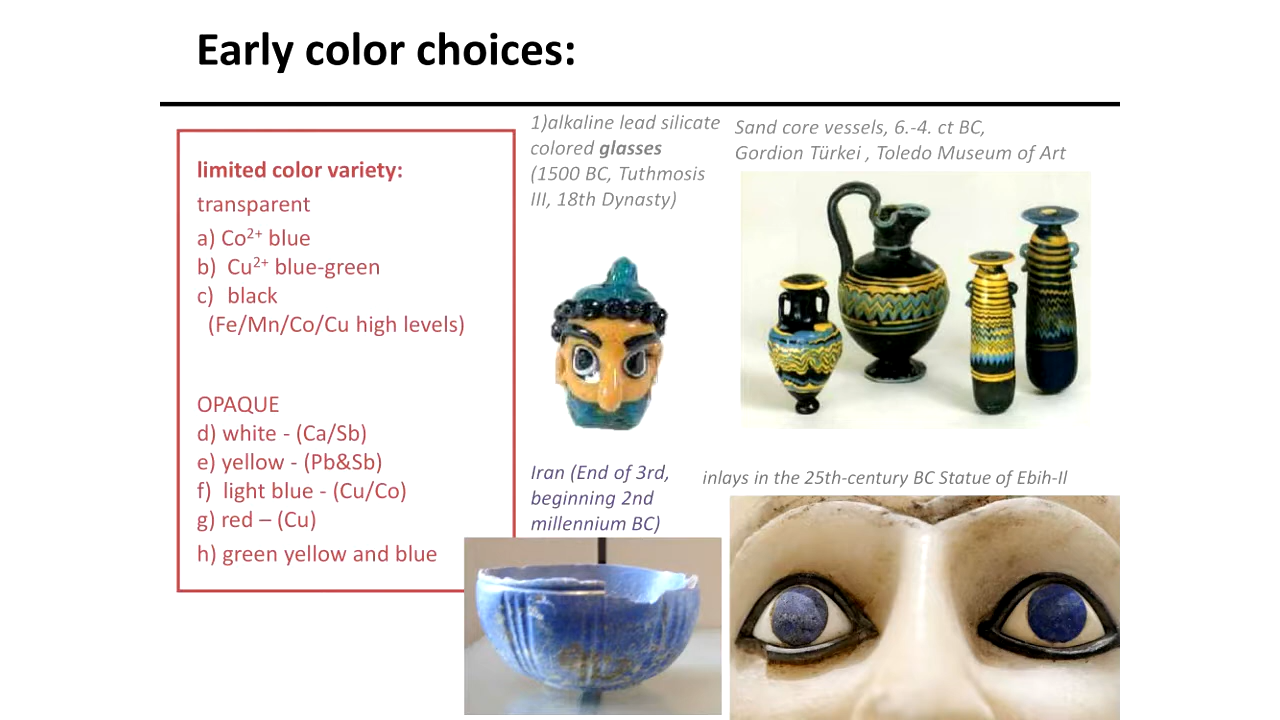 Early color choices:
limited color variety:
transparent
a) Co²⁺ blue
b) Cu²⁺ blue-green
c) black
(Fe/Mn/Co/Cu high levels)
OPAQUE
d) white - (Ca/Sb)
e) yellow - (Pb&Sb)
f) light blue - (Cu/Co)
g) red – (Cu)
h) green yellow and blue
1)alkaline lead silicate
colored glasses
(1500 BC, Tuthmosis
III, 18th Dynasty)
Sand core vessels, 6.-4. ct BC,
Gordion Türkei , Toledo Museum of Art
Iran (End of 3rd,
beginning 2nd
millennium BC)
inlays in the 25th-century BC Statue of Ebih-Il